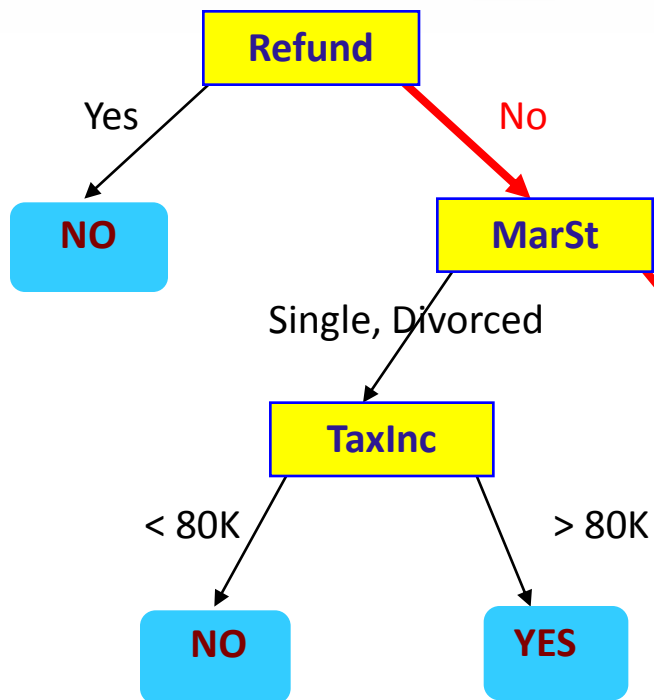 Refund
Yes
No
NO
MarSt
Single, Divorced
TaxInc
< 80K
> 80K
NO
YES